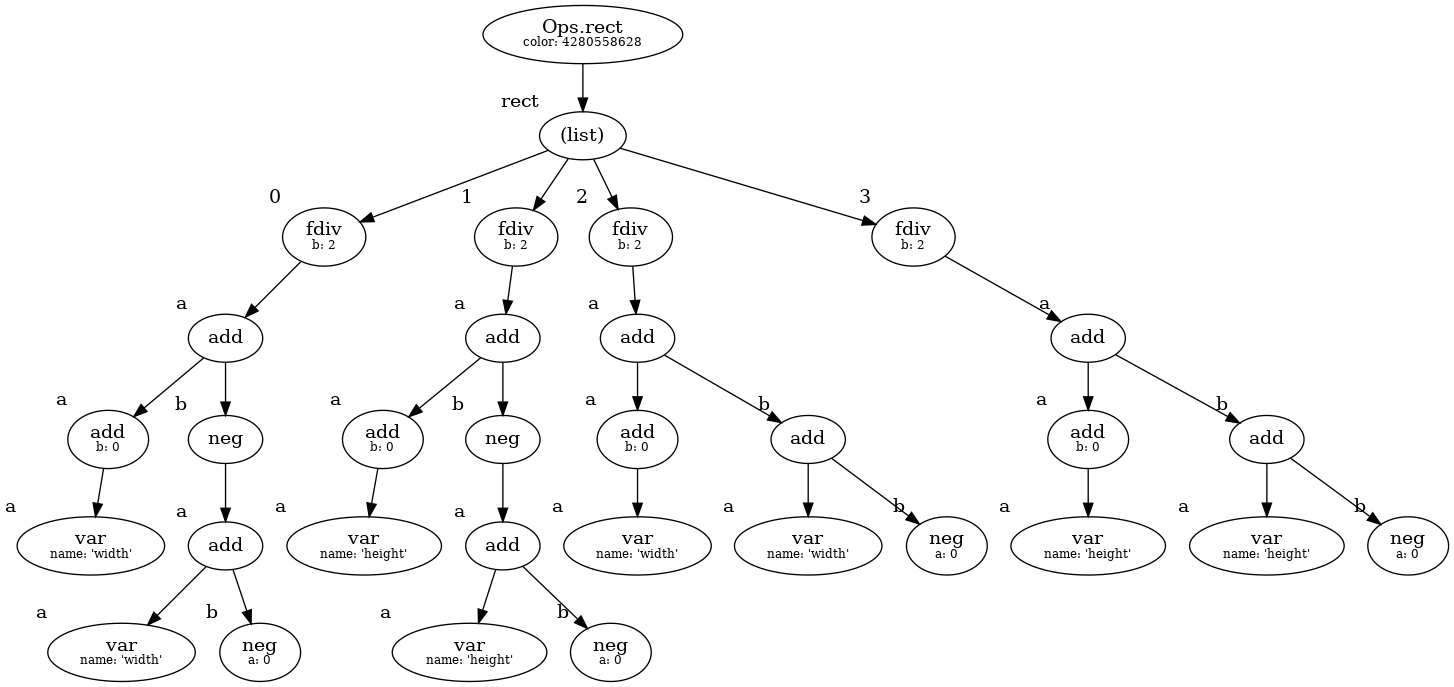 Ops.rect
color: 4280558628
rect
(list)
0
1
2
3
fdiv
b: 2
fdiv
b: 2
fdiv
b: 2
fdiv
b: 2
a
a
a
a
add
add
add
add
a
b
a
b
a
b
a
b
add
b: 0
neg
add
b: 0
neg
add
b: 0
add
add
b: 0
add
a
a
a
a
a
a
b
a
a
b
var
name: 'width'
add
var
name: 'height'
add
var
name: 'width'
var
name: 'width'
neg
a: 0
var
name: 'height'
var
name: 'height'
neg
a: 0
a
b
a
b
var
name: 'width'
neg
a: 0
var
name: 'height'
neg
a: 0